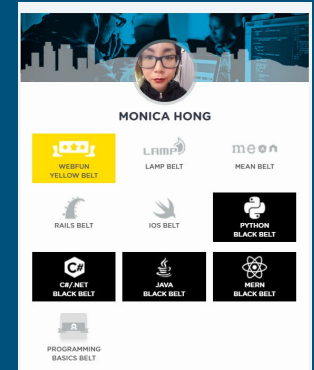 MONICA HONG
LAMP
meon
WEBFUN
YELLOW BELT
LAMP BELT
MEAN BELT
RAILS BELT
IOS BELT
PYTHON
BLACK BELT
C#
C#/.NET
BLACK BELT
JAVA
BLACK BELT
MERN
BLACK BELT
PROGRAMMING
BASICS BELT